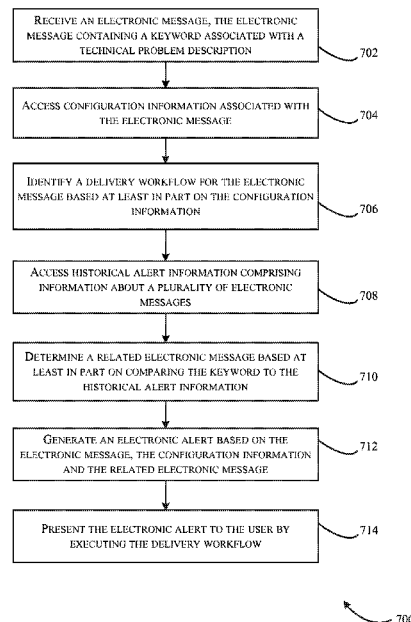 RECEIVE AN ELECTRONIC MESSAGE, THE ELECTRONIC
MESSAGE CONTAINING A KEYWORD ASSOCIATED WITH A
TECHNICAL PROBLEM DESCRIPTION
702
ACCESS CONFIGURATION INFORMATION ASSOCIATED WITH
THE ELECTRONIC MESSAGE
704
IDENTIFY A DELIVERY WORKFLOW FOR THE ELECTRONIC
MESSAGE BASED AT LEAST IN PART ON THE CONFIGURATION
INFORMATION
706
ACCESS HISTORICAL ALERT INFORMATION COMPRISING
INFORMATION ABOUT A PLURALITY OF ELECTRONIC
MESSAGES
708
DETERMINE A RELATED ELECTRONIC MESSAGE BASED AT
LEAST IN PART ON COMPARING THE KEYWORD TO THE
HISTORICAL ALERT INFORMATION
710
GENERATE AN ELECTRONIC ALERT BASED ON THE
ELECTRONIC MESSAGE, THE CONFIGURATION INFORMATION
AND THE RELATED ELECTRONIC MESSAGE
712
PRESENT THE ELECTRONIC ALERT TO THE USER BY
EXECUTING THE DELIVERY WORKFLOW
714
700